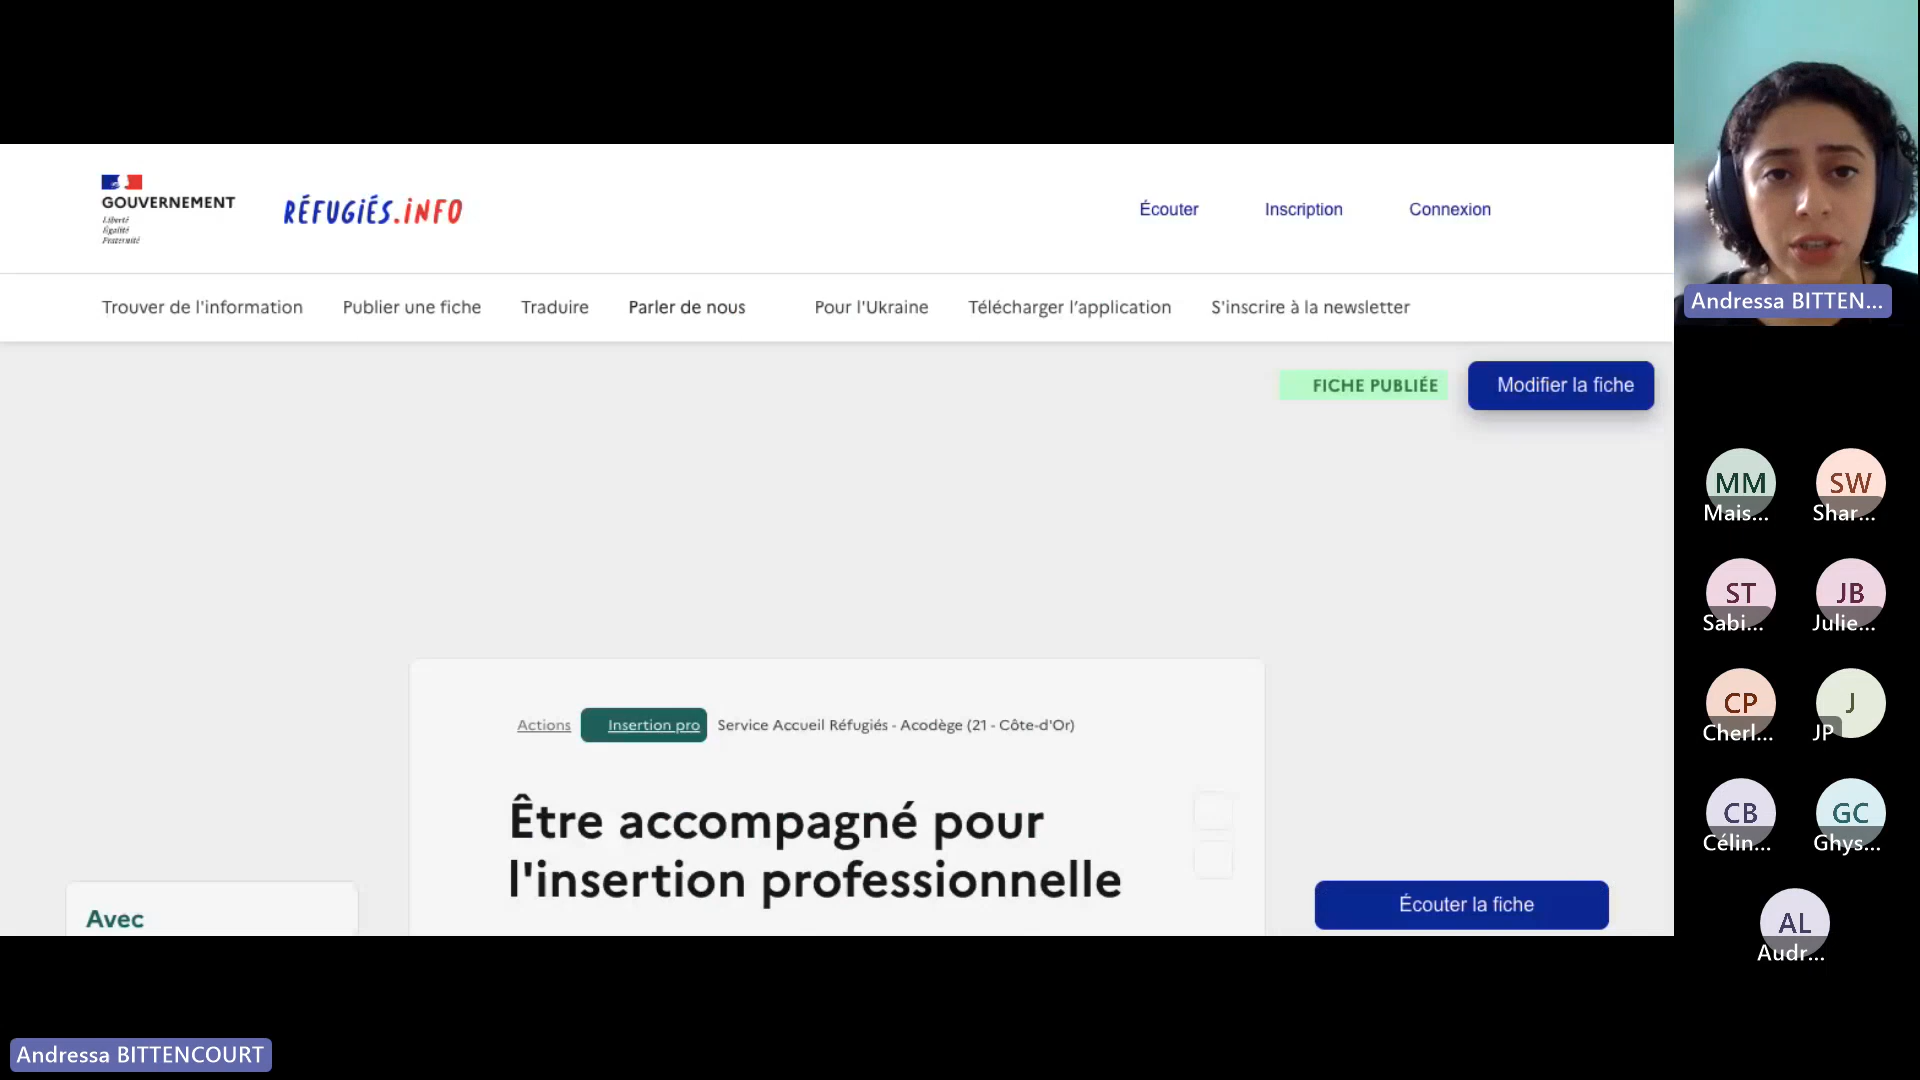 GOUVERNEMENT
Liberté
Égalité
Fraternité
RÉFUGIÉS.INFO
Écouter
Inscription
Connexion
Trouver de l'information
Publier une fiche
Traduire
Parler de nous
Pour l'Ukraine
Télécharger l’application
S'inscrire à la newsletter
FICHE PUBLIÉE
Modifier la fiche
Actions
Insertion pro
Service Accueil Réfugiés - Acodège (21 - Côte-d'Or)
Être accompagné pour
l'insertion professionnelle
Avec
Écouter la fiche
Andressa BITTEN...
MM
Mais...
SW
Shar...
ST
Sabi...
JB
Julie...
CP
Cherl...
J
JP
CB
Célin...
GC
Ghys...
AL
Audr...
Andressa BITTENCOURT